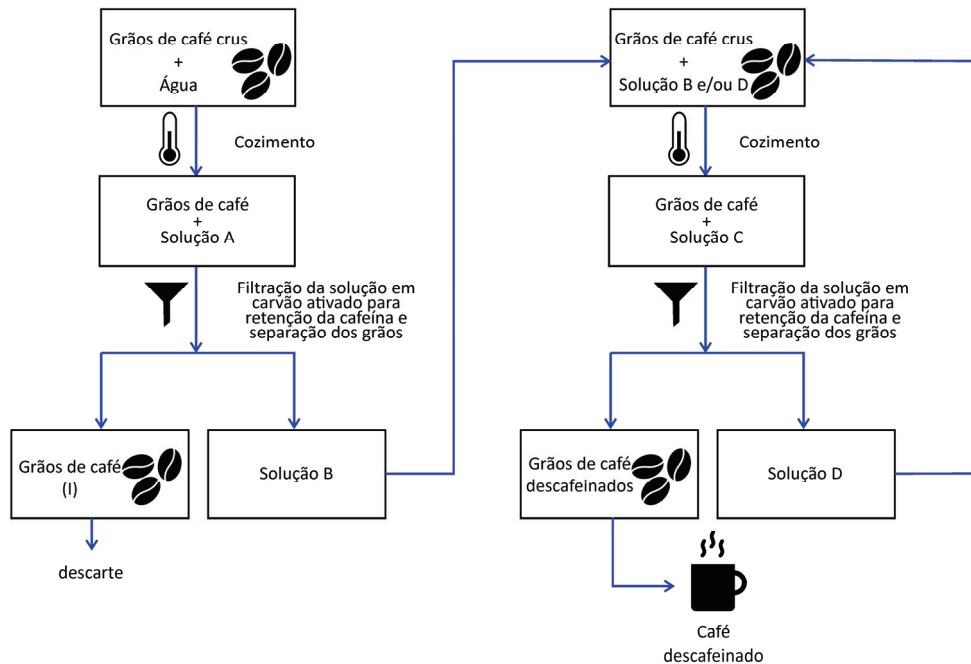 Grãos de café crus
+
Água
Cozimento
Grãos de café
+
Solução A
Filtração da solução em
carvão ativado para
retenção da cafeína e
separação dos grãos
Grãos de café
(I)
descarte
Solução B
Grãos de café crus
+
Solução B e/ou D
Cozimento
Grãos de café
+
Solução C
Filtração da solução em
carvão ativado para
retenção da cafeína e
separação dos grãos
Grãos de café
descafeinados
Solução D
Café
descafeinado